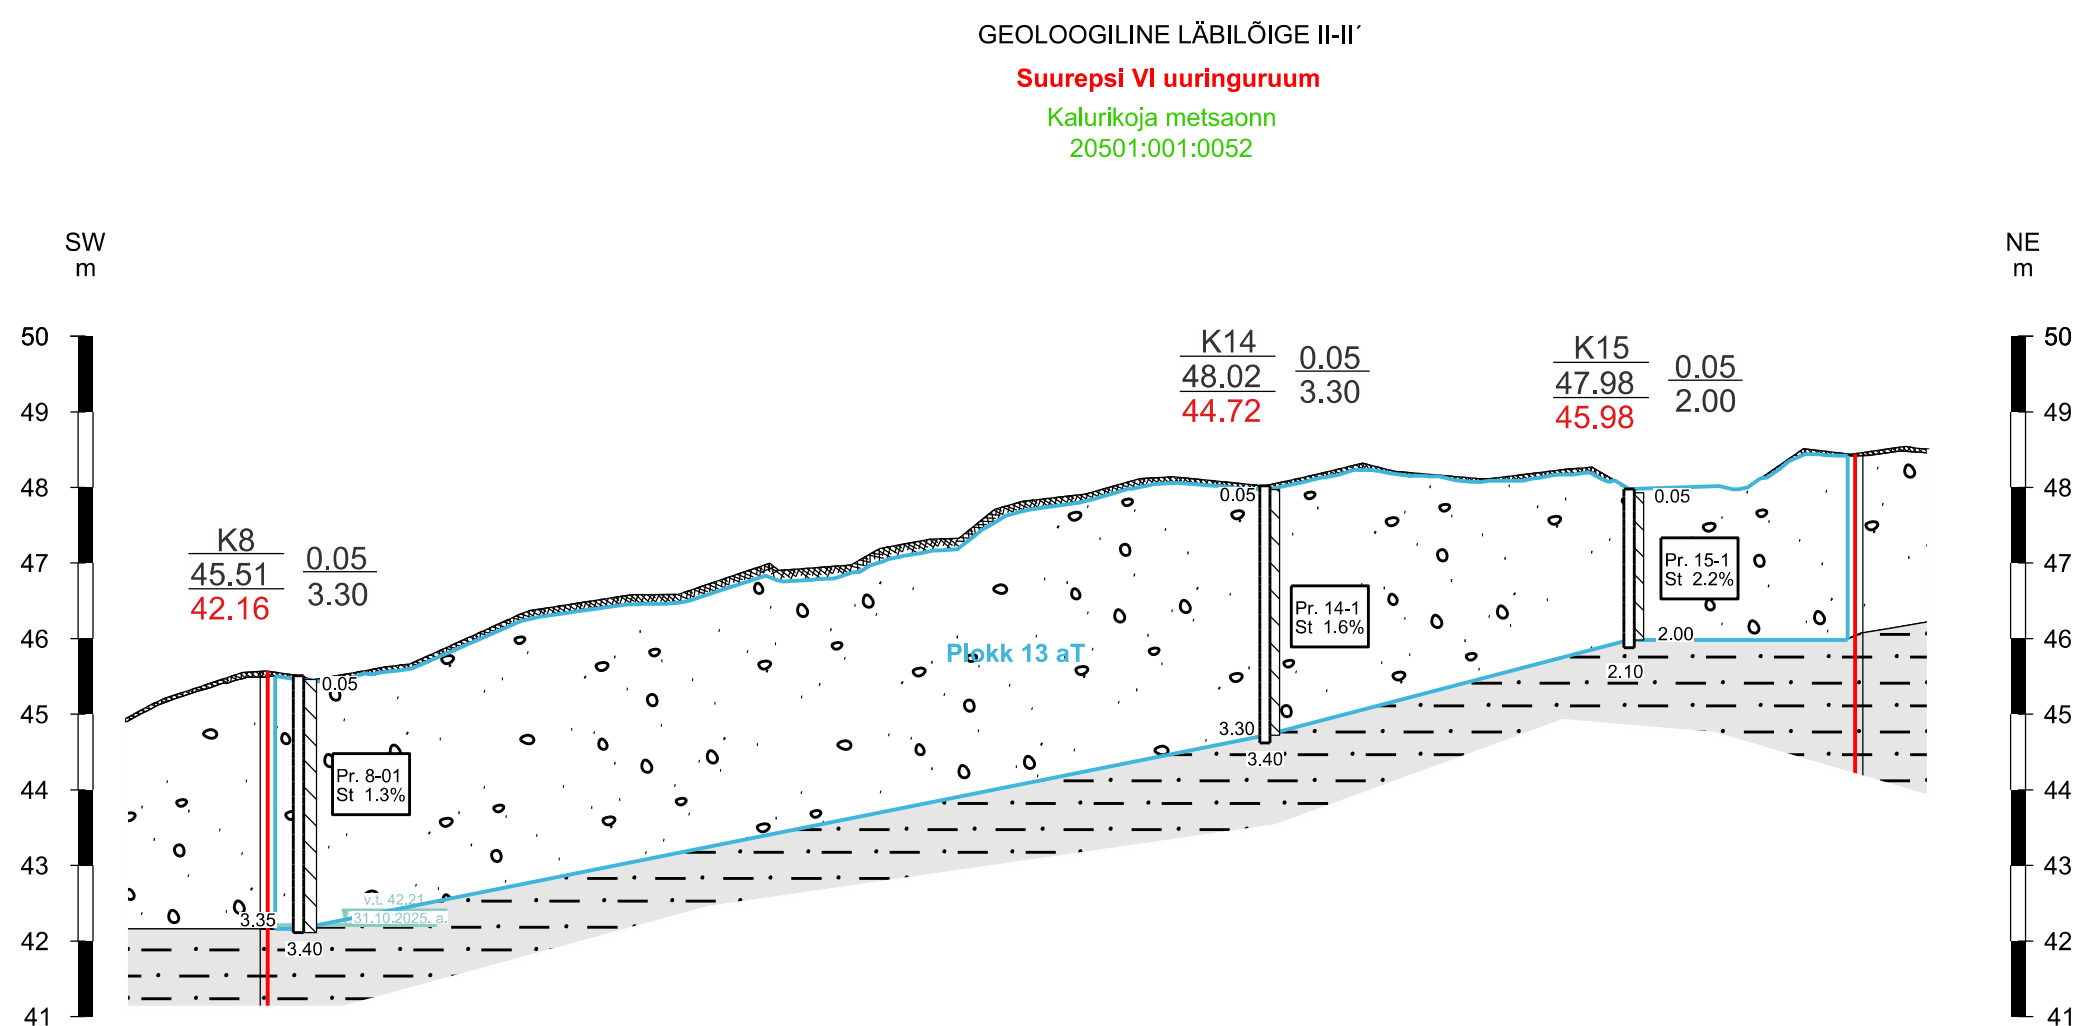 GEOLOOGILINE LÄBILÕIGE II-II´
Suurepsi VI uuringuruum
Kalurikoja metsaonn
20501:001:0052
SW
m
NE
m
50
49
48
47
46
45
44
43
42
41
K8
45.51
42.16
0.05
3.30
K14
48.02
44.72
0.05
3.30
K15
47.98
45.98
0.05
2.00
0.05
Pr. 8-01
St 1.3%
3.35
3.40
v.t. 42,21
31.10.2025. a.
Plokk 13 aT
0.05
Pr. 14-1
St 1.6%
3.30
3.40
0.05
Pr. 15-1
St 2.2%
2.00
2.10
50
49
48
47
46
45
44
43
42
41